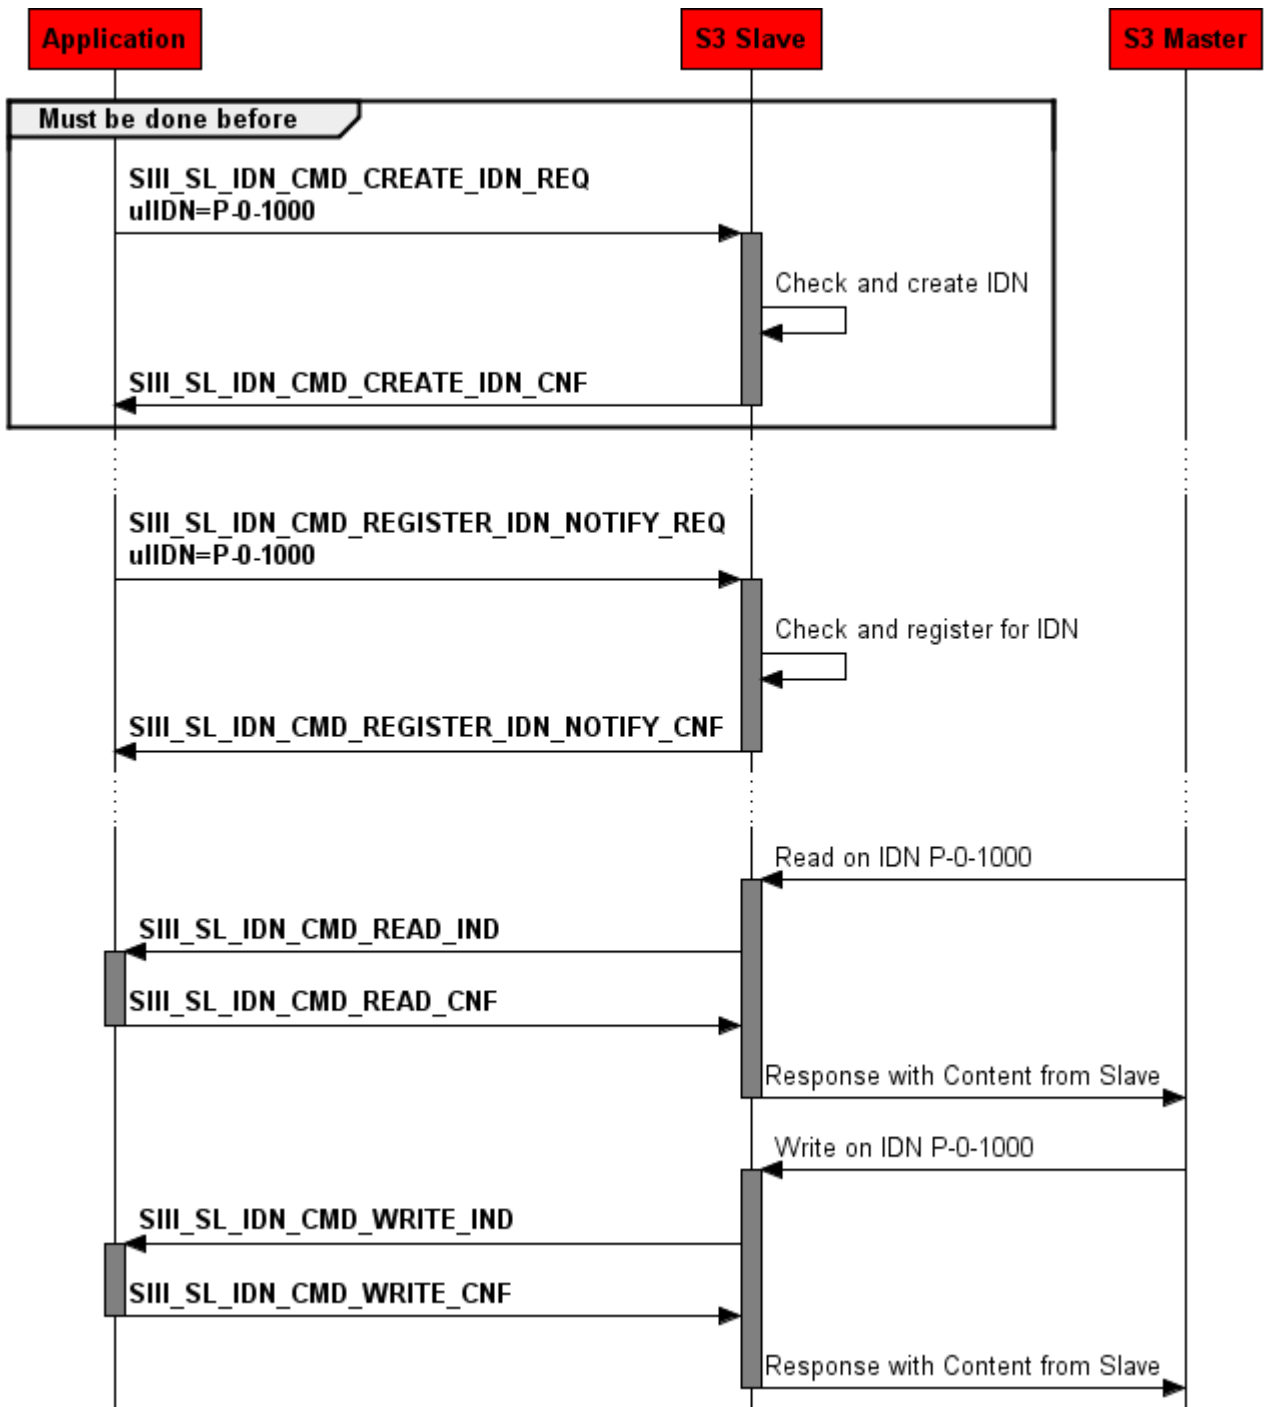 Application
S3 Slave
S3 Master
Must be done before
SIII_SL_IDN_CMD_CREATE_IDN_REQ
ulIDN=P-0-1000
Check and create IDN
SIII_SL_IDN_CMD_CREATE_IDN_CNF
SIII_SL_IDN_CMD_REGISTER_IDN_NOTIFY_REQ
ulIDN=P-0-1000
Check and register for IDN
SIII_SL_IDN_CMD_REGISTER_IDN_NOTIFY_CNF
Read on IDN P-0-1000
SIII_SL_IDN_CMD_READ_IND
SIII_SL_IDN_CMD_READ_CNF
Response with Content from Slave
Write on IDN P-0-1000
SIII_SL_IDN_CMD_WRITE_IND
SIII_SL_IDN_CMD_WRITE_CNF
Response with Content from Slave